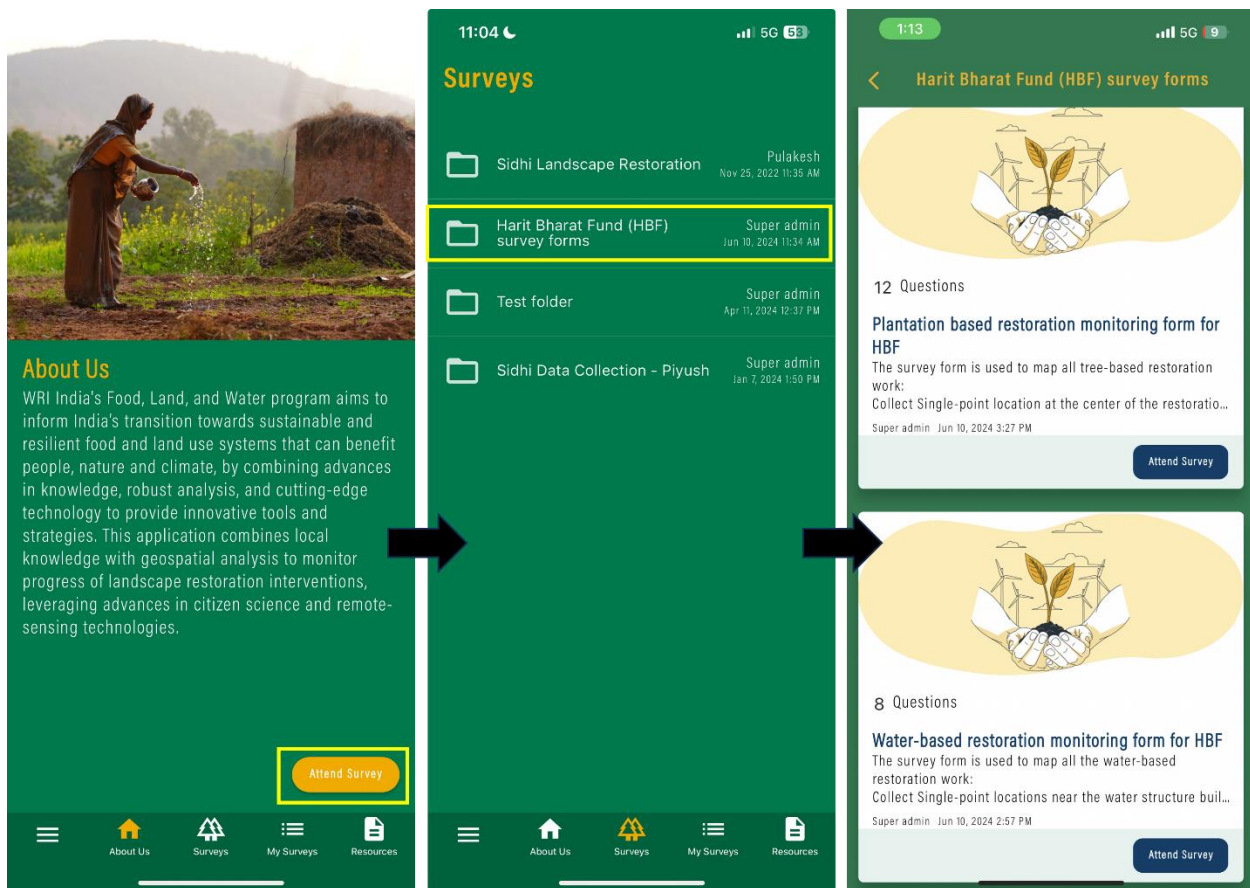 About Us
WRI India's Food, Land, and Water program aims to
inform India's transition towards sustainable and
resilient food and land use systems that can benefit
people, nature and climate, by combining advances
in knowledge, robust analysis, and cutting-edge
technology to provide innovative tools and
strategies. This application combines local
knowledge with geospatial analysis to monitor
progress of landscape restoration interventions,
leveraging advances in citizen science and remote-
sensing technologies.
Attend Survey
About Us Surveys My Surveys Resources
11:04 5G 53
Surveys
Sidhi Landscape Restoration Pulakesh
Nov 25, 2022 11:35 AM
Harit Bharat Fund (HBF) Super admin
survey forms Jun 10, 2024 11:34 AM
Test folder Super admin
Apr 11, 2024 12:37 PM
Sidhi Data Collection - Piyush Super admin
Jan 7, 2024 1:50 PM
About Us Surveys My Surveys Resources
1:13 5G 9
Harit Bharat Fund (HBF) survey forms
12 Questions
Plantation based restoration monitoring form for
HBF
The survey form is used to map all tree-based restoration
work:
Collect Single-point location at the center of the restoratio...
Super admin Jun 10, 2024 3:27 PM
Attend Survey
8 Questions
Water-based restoration monitoring form for HBF
The survey form is used to map all the water-based
restoration work:
Collect Single-point locations near the water structure buil...
Super admin Jun 10, 2024 2:57 PM
Attend Survey